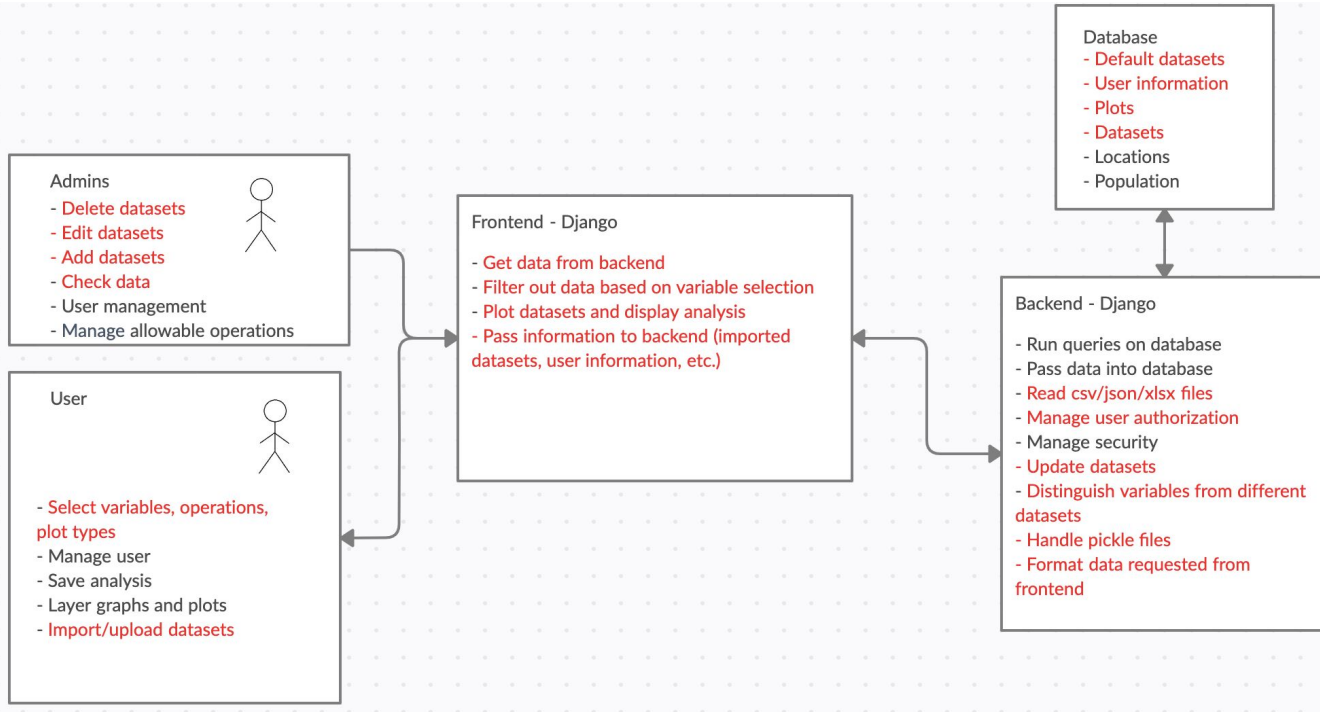 Admins
- Delete datasets
- Edit datasets
- Add datasets
- Check data
- User management
- Manage allowable operations
User
- Select variables, operations,
plot types
- Manage user
- Save analysis
- Layer graphs and plots
- Import/upload datasets
Frontend - Django
- Get data from backend
- Filter out data based on variable selection
- Plot datasets and display analysis
- Pass information to backend (imported
datasets, user information, etc.)
Database
- Default datasets
- User information
- Plots
- Datasets
- Locations
- Population
Backend - Django
- Run queries on database
- Pass data into database
- Read csv/json/xlsx files
- Manage user authorization
- Manage security
- Update datasets
- Distinguish variables from different
datasets
- Handle pickle files
- Format data requested from
frontend